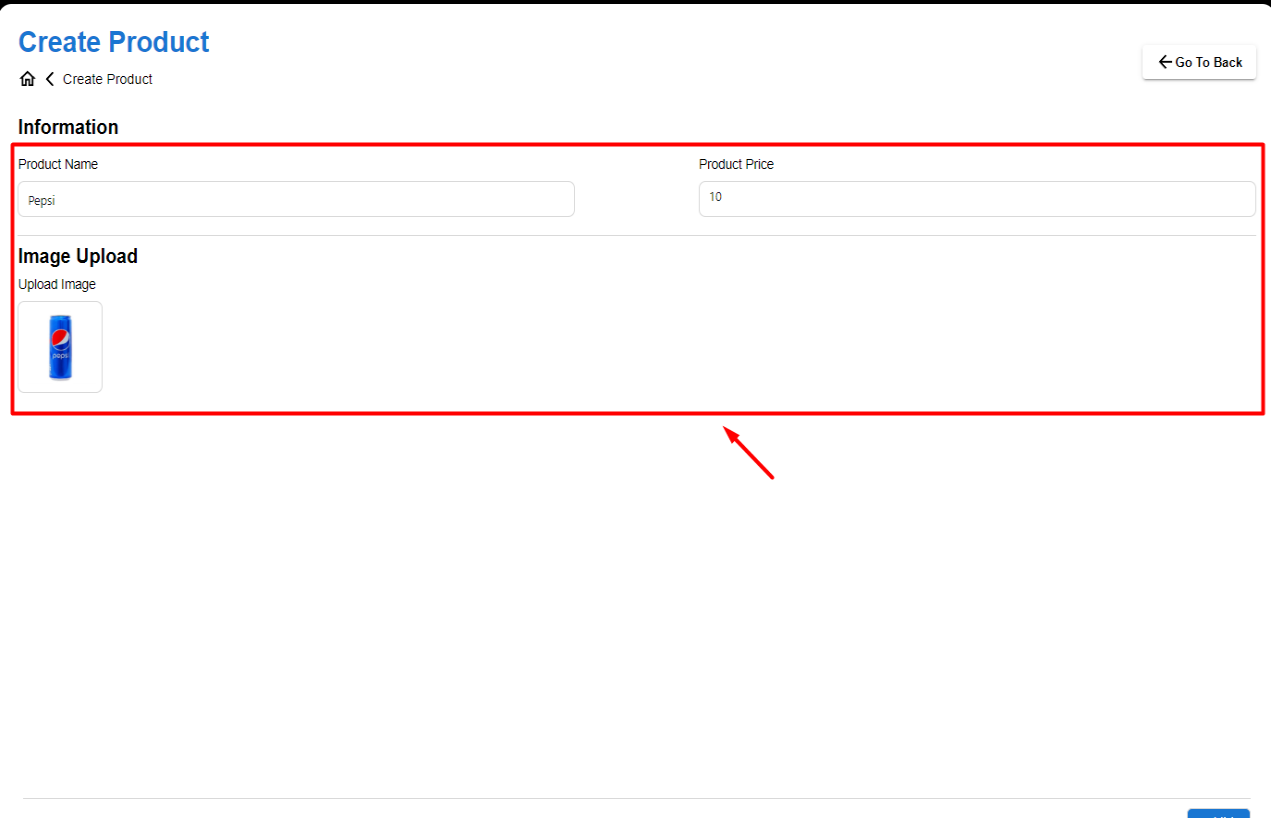 Create Product
Create Product
Go To Back
Information
Product Name
Product Price
Pepsi
10
Image Upload
Upload Image
pepsi